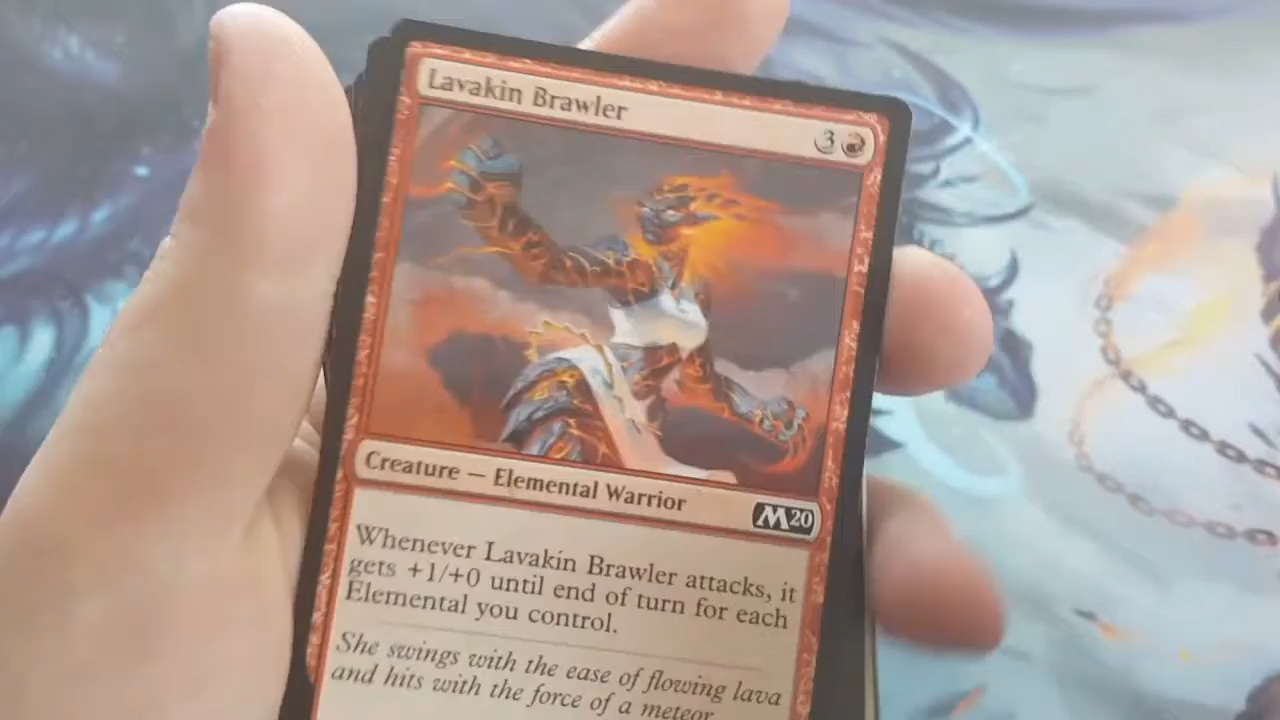 Lavakin Brawler
3
Creature — Elemental Warrior
M20
Whenever Lavakin Brawler attacks, it
gets +1/+0 until end of turn for each
Elemental you control.
She swings with the ease of flowing lava
and hits with the force of a meteor